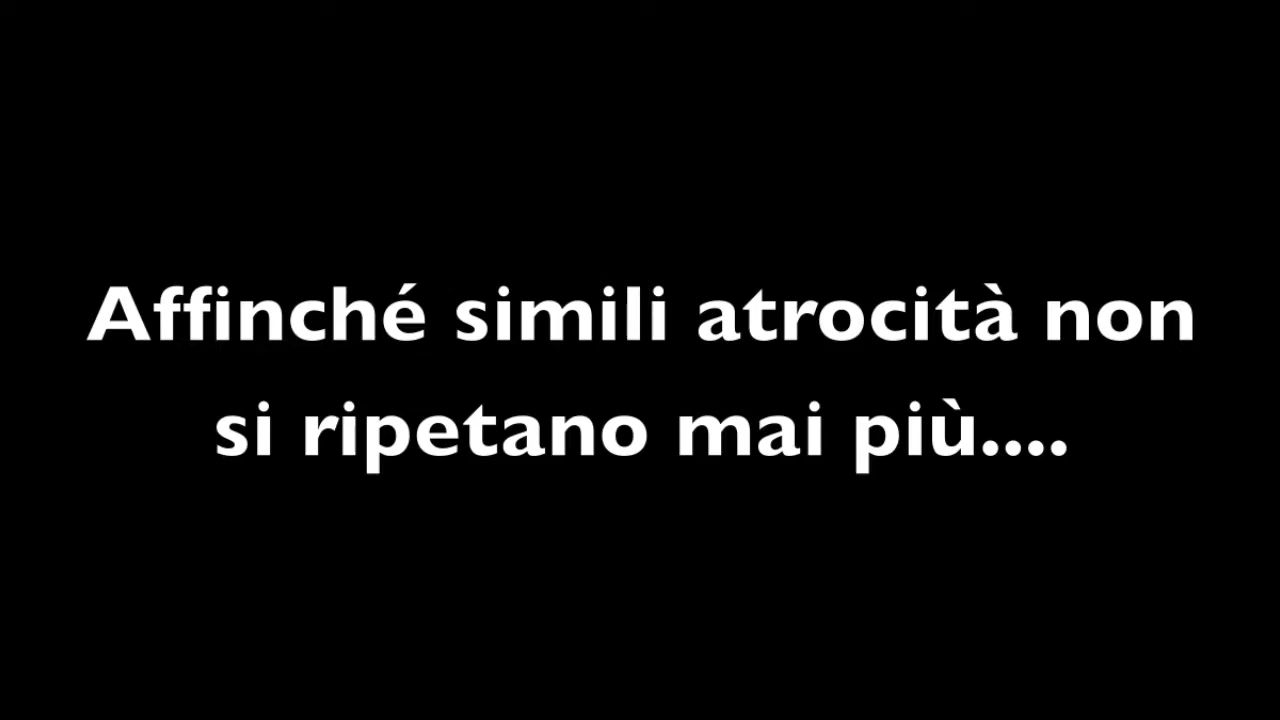 Affinché simili atrocità non
si ripetano mai più....